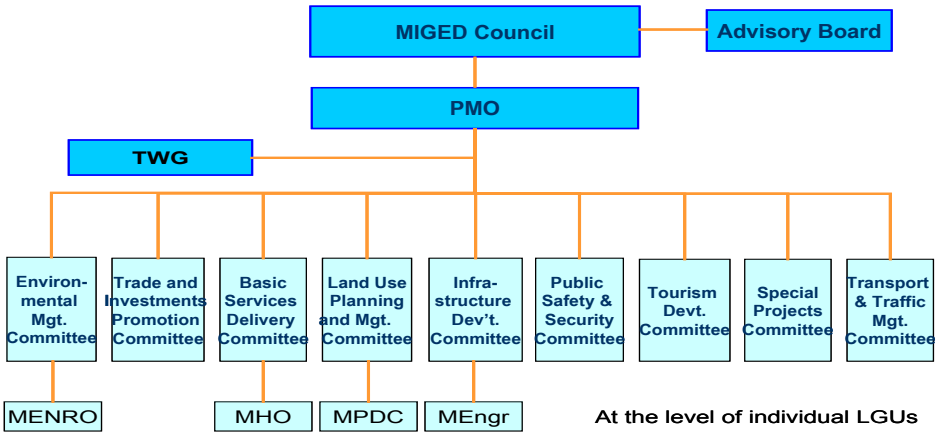 MIGED Council
Advisory Board
PMO
TWG
Environ-
mental
Mgt.
Committee
Trade and
Investments
Promotion
Committee
Basic
Services
Delivery
Committee
Land Use
Planning
and Mgt.
Committee
Infra-
structure
Dev't.
Committee
Public
Safety &
Security
Committee
Tourism
Devt.
Committee
Special
Projects
Committee
Transport
& Traffic
Mgt.
Committee
MENRO
MHO
MPDC
MEngr
At the level of individual LGUs